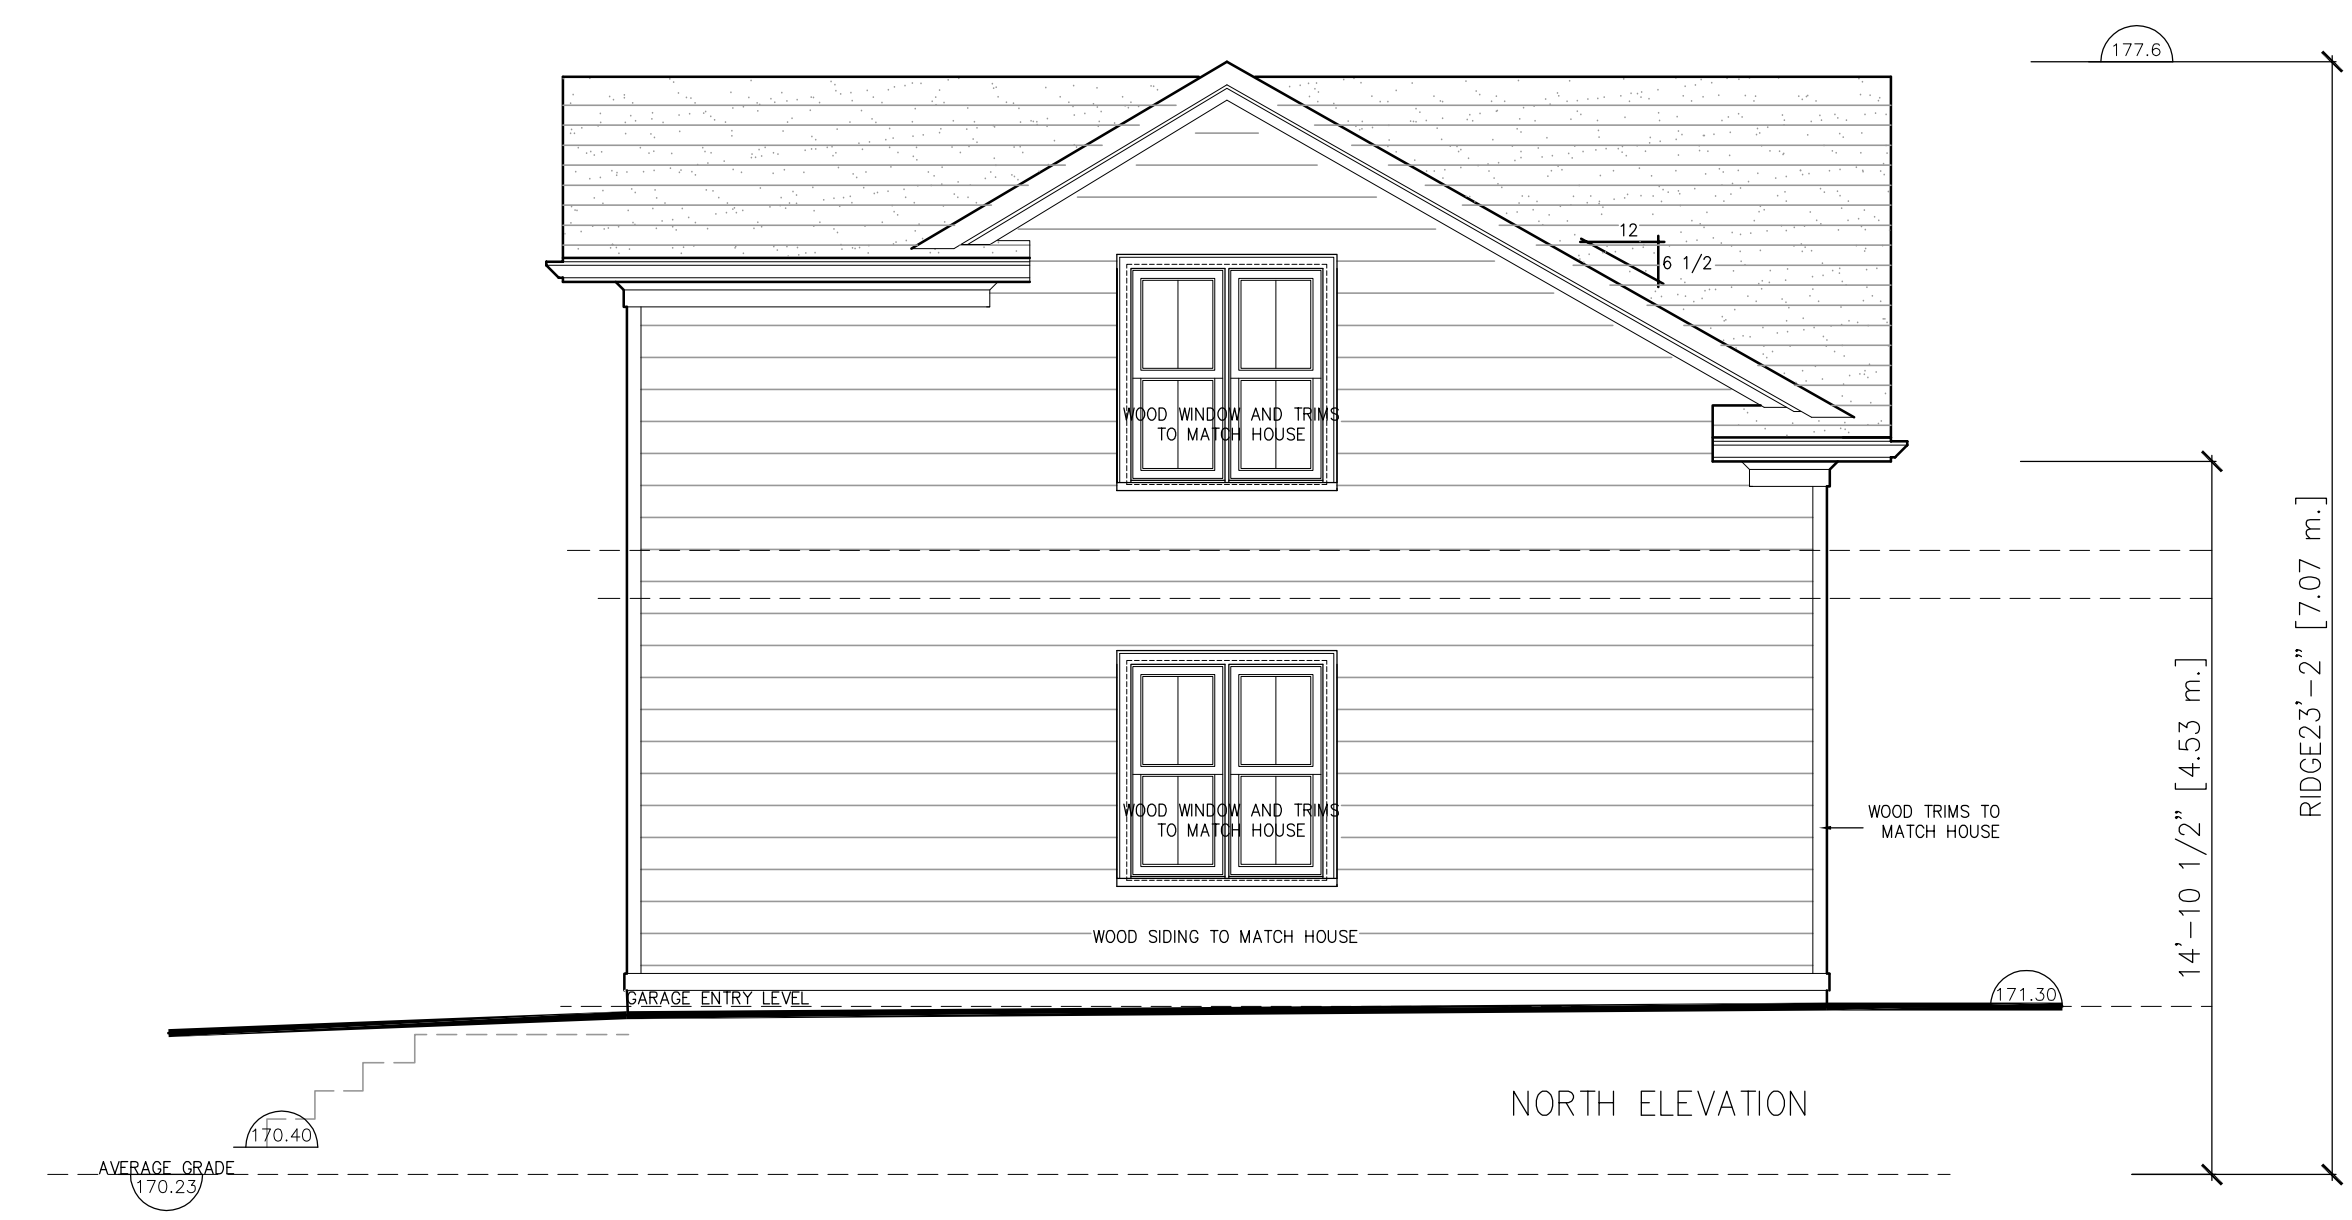 177.6
12
6 1/2
WOOD WINDOW AND TRIMS
TO MATCH HOUSE
RIDGE23'-2" [7.07 m.]
14'-10 1/2" [4.53 m.]
WOOD WINDOW AND TRIMS
TO MATCH HOUSE
WOOD TRIMS TO
MATCH HOUSE
WOOD SIDING TO MATCH HOUSE
GARAGE ENTRY LEVEL
171.30
NORTH ELEVATION
170.40
AVERAGE GRADE
170.23